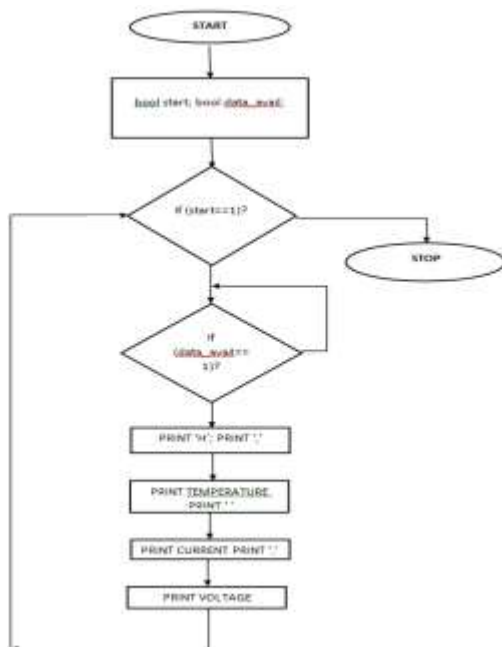 START
bool start; bool data_avail;
If (start==1)?
STOP
If
(data_avail==
1)?
PRINT 'H'; PRINT ','
PRINT TEMPERATURE
PRINT ' '
PRINT CURRENT PRINT ','
PRINT VOLTAGE